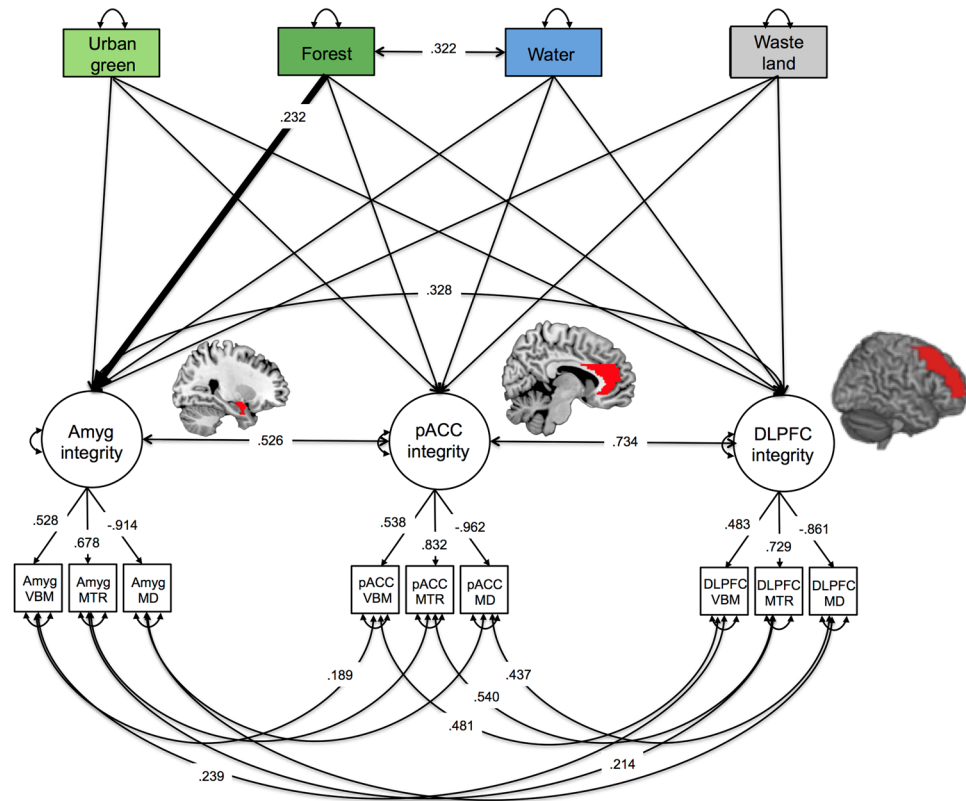 Urban
green
Forest
.322
Water
Waste
land
.232
.328
Amyg
integrity
.526
pACC
integrity
.734
DLPFC
integrity
.528
.678
-.914
.538
.832
-.962
.483
.729
-.861
Amyg
VBM
Amyg
MTR
Amyg
MD
pACC
VBM
pACC
MTR
pACC
MD
DLPFC
VBM
DLPFC
MTR
DLPFC
MD
.189
.437
.540
.481
.239
.214